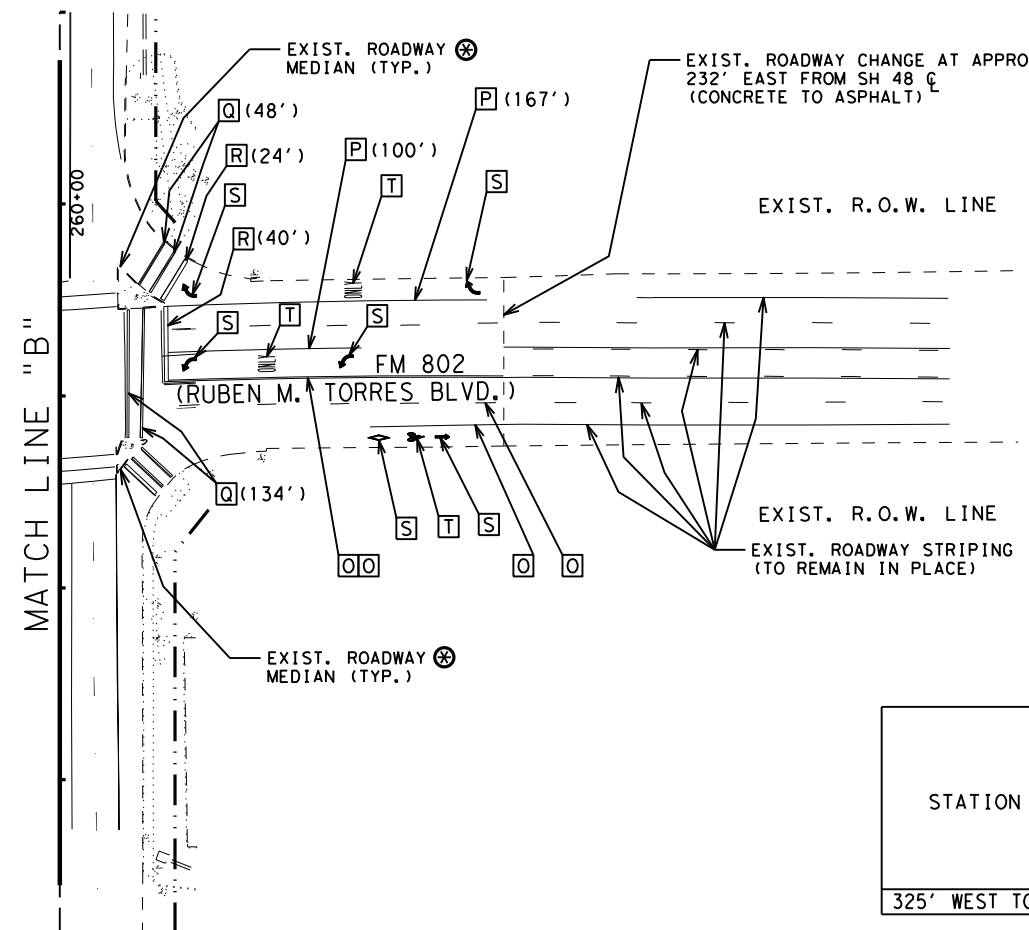 EXIST. ROADWAY ⊛
MEDIAN (TYP.)
EXIST. ROADWAY CHANGE AT APPRO
232' EAST FROM SH 48 ℄
(CONCRETE TO ASPHALT)
P (167')
Q (48')
P (100')
R (24')
T
S
S
260+00
EXIST. R.O.W. LINE
R (40')
S
T
S
FM 802
(RUBEN M. TORRES BLVD.)
MATCH LINE "B"
Q (134')
S
T
S
EXIST. R.O.W. LINE
O O
O
O
EXIST. ROADWAY STRIPING
(TO REMAIN IN PLACE)
EXIST. ROADWAY ⊛
MEDIAN (TYP.)
STATION
325' WEST TO